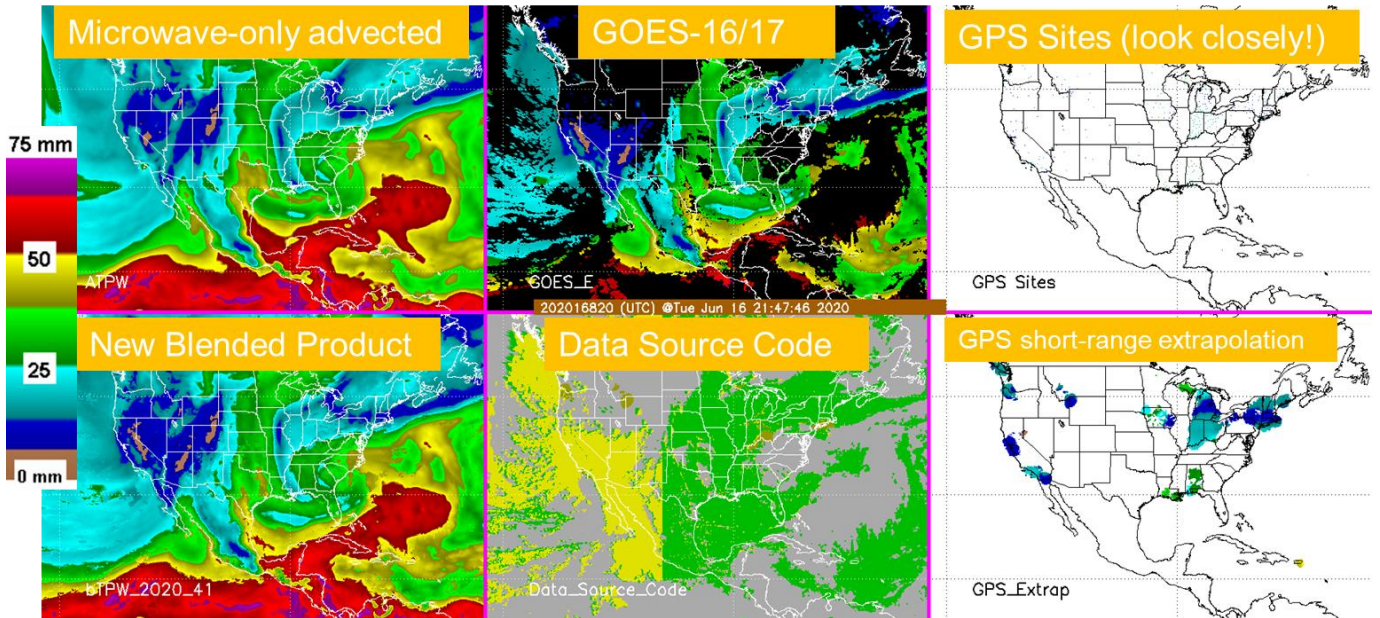 Microwave-only advected
GOES-16/17
GPS Sites (look closely!)
75 mm
50
25
0 mm
ATPW
GOES_E
GPS Sites
202016820 (UTC) @Tue Jun 16 21:47:46 2020
New Blended Product
Data Source Code
GPS short-range extrapolation
bTPW_2020_41
Data_Source_Code
GPS_Extrap